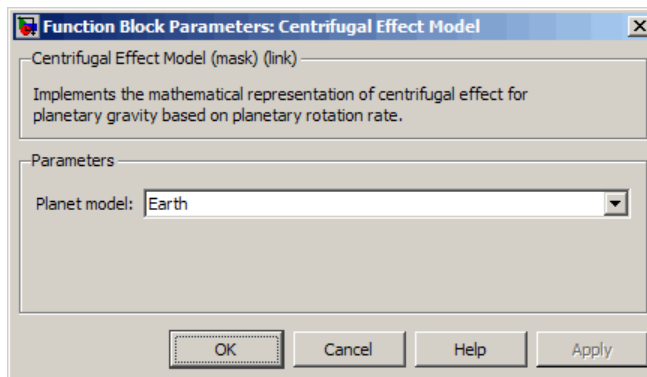 Function Block Parameters: Centrifugal Effect Model
Centrifugal Effect Model (mask) (link)
Implements the mathematical representation of centrifugal effect for
planetary gravity based on planetary rotation rate.
Parameters
Planet model: Earth
OK Cancel Help Apply